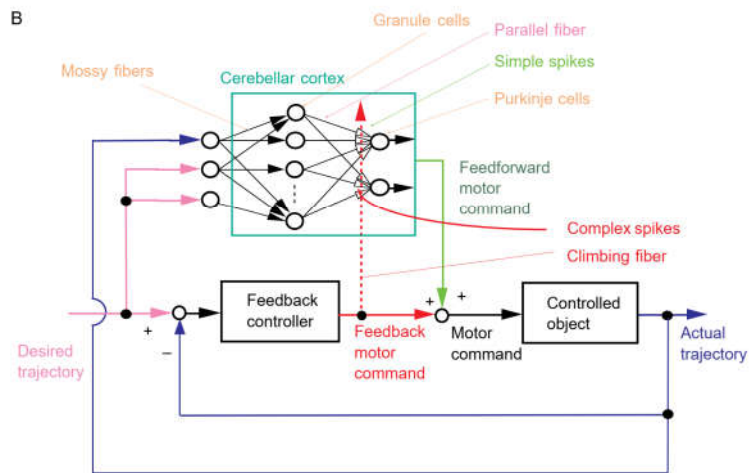 B
Granule cells
Parallel fiber
Mossy fibers
Simple spikes
Cerebellar cortex
Purkinje cells
Feedforward
motor
command
Complex spikes
Climbing fiber
Feedback
controller
+
+
Controlled
object
+
−
Desired
trajectory
Feedback
motor
command
Motor
command
Actual
trajectory